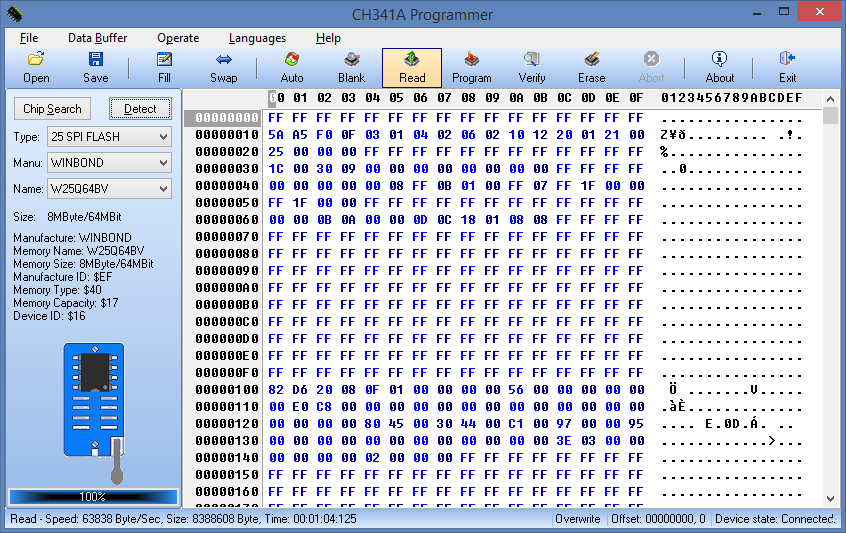 CH341A Programmer
File Data Buffer Operate Languages Help
Open Save Fill Swap Auto Blank Read Program Verify Erase Abort About Exit
Chip Search Detect
Type: 25 SPI FLASH
Manu: WINBOND
Name: W25Q64BV
Size: 8MByte/64MBit
Manufacture: WINBOND
Memory Name: W25Q64BV
Memory Size: 8MByte/64MBit
Manufacture ID: $EF
Memory Type: $40
Memory Capacity: $17
Device ID: $16
100%
00 01 02 03 04 05 06 07 08 09 0A 0B 0C 0D 0E 0F 0123456789ABCDEF
00000000 FF FF FF FF FF FF FF FF FF FF FF FF FF FF FF FF ................
00000010 5A A5 F0 0F 03 01 04 02 06 02 10 12 20 01 21 00 Z¥ð. .!.
00000020 25 00 00 00 FF FF FF FF FF FF FF FF FF FF FF FF %...............
00000030 1C 00 30 09 00 00 00 00 00 00 00 00 FF FF FF FF ..0.
00000040 00 00 00 00 00 08 FF 0B 01 00 FF 07 FF 1F 00 00
00000050 FF 1F 00 00 FF FF FF FF FF FF FF FF FF FF FF FF ................
00000060 00 00 0B 0A 00 00 0D 0C 18 01 08 08 FF FF FF FF
00000070 FF FF FF FF FF FF FF FF FF FF FF FF FF FF FF FF ................
00000080 FF FF FF FF FF FF FF FF FF FF FF FF FF FF FF FF ................
00000090 FF FF FF FF FF FF FF FF FF FF FF FF FF FF FF FF ................
000000A0 FF FF FF FF FF FF FF FF FF FF FF FF FF FF FF FF ................
000000B0 FF FF FF FF FF FF FF FF FF FF FF FF FF FF FF FF ................
000000C0 FF FF FF FF FF FF FF FF FF FF FF FF FF FF FF FF ................
000000D0 FF FF FF FF FF FF FF FF FF FF FF FF FF FF FF FF ................
000000E0 FF FF FF FF FF FF FF FF FF FF FF FF FF FF FF FF ................
000000F0 FF FF FF FF FF FF FF FF FF FF FF FF FF FF FF FF ................
00000100 82 D6 20 08 0F 01 00 00 00 00 56 00 00 00 00 00 Ö .......V.....
00000110 00 E0 C8 00 00 00 00 00 00 00 00 00 00 00 00 00 .àÈ.............
00000120 00 00 00 00 80 45 00 30 44 00 C1 00 97 00 00 95 .... E.0D.Á. ..
00000130 00 00 00 00 00 00 00 00 00 00 00 00 3E 03 00 00 ............>...
00000140 00 00 00 00 02 00 00 00 FF FF FF FF FF FF FF FF ................
00000150 FF FF FF FF FF FF FF FF FF FF FF FF FF FF FF FF ................
00000160 FF FF FF FF FF FF FF FF FF FF FF FF FF FF FF FF ................
Read - Speed: 63838 Byte/Sec, Size: 8388608 Byte, Time: 00:01:04:125 Overwrite Offset: 00000000, 0 Device state: Connected.